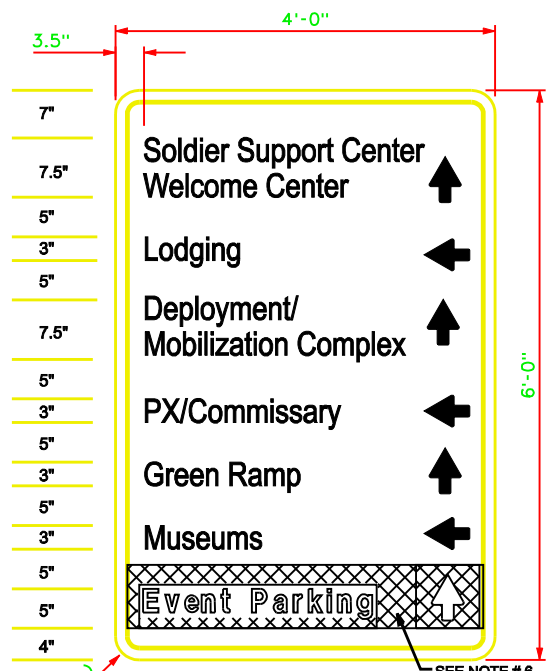 4'-0"
3.5"
7"
7.5"
5"
3"
5"
7.5"
5"
3"
5"
3"
5"
3"
5"
5"
4"
Soldier Support Center
Welcome Center
Lodging
Deployment/
Mobilization Complex
PX/Commissary
Green Ramp
Museums
Event Parking
6'-0"
SEE NOTE # 6